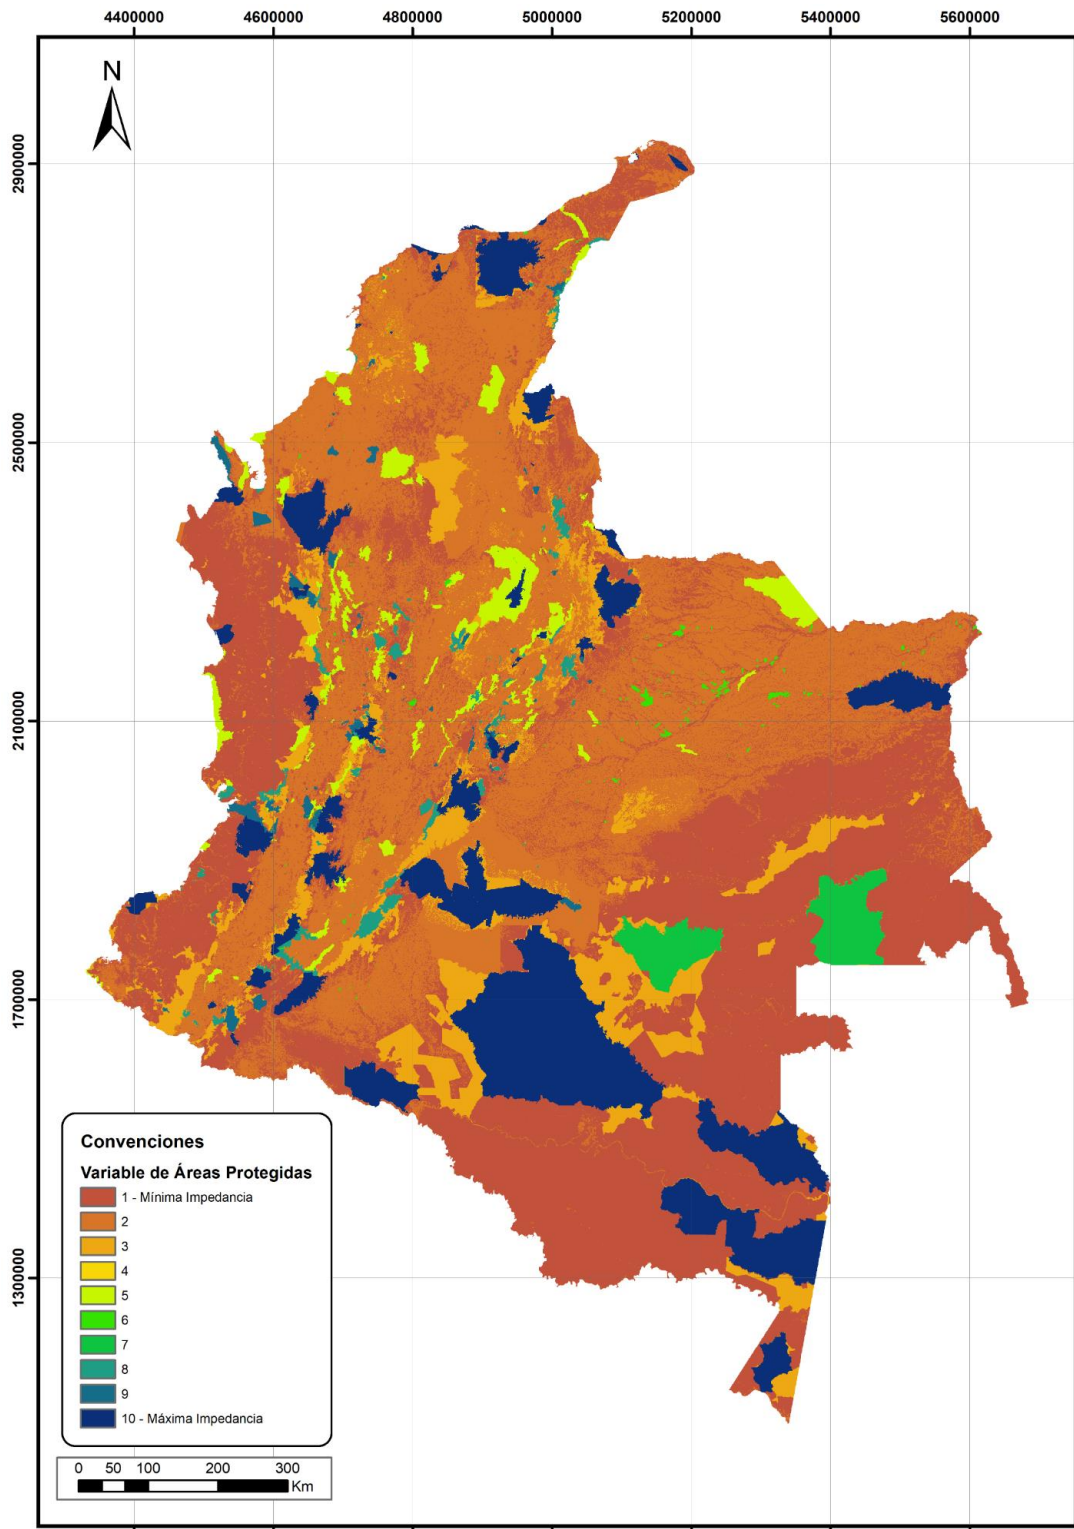 4400000 4600000 4800000 5000000 5200000 5400000 5600000
N
2900000
2500000
2100000
1700000
1300000
Convenciones
Variable de Áreas Protegidas
1 - Mínima Impedancia
2
3
4
5
6
7
8
9
10 - Máxima Impedancia
0 50 100 200 300
Km